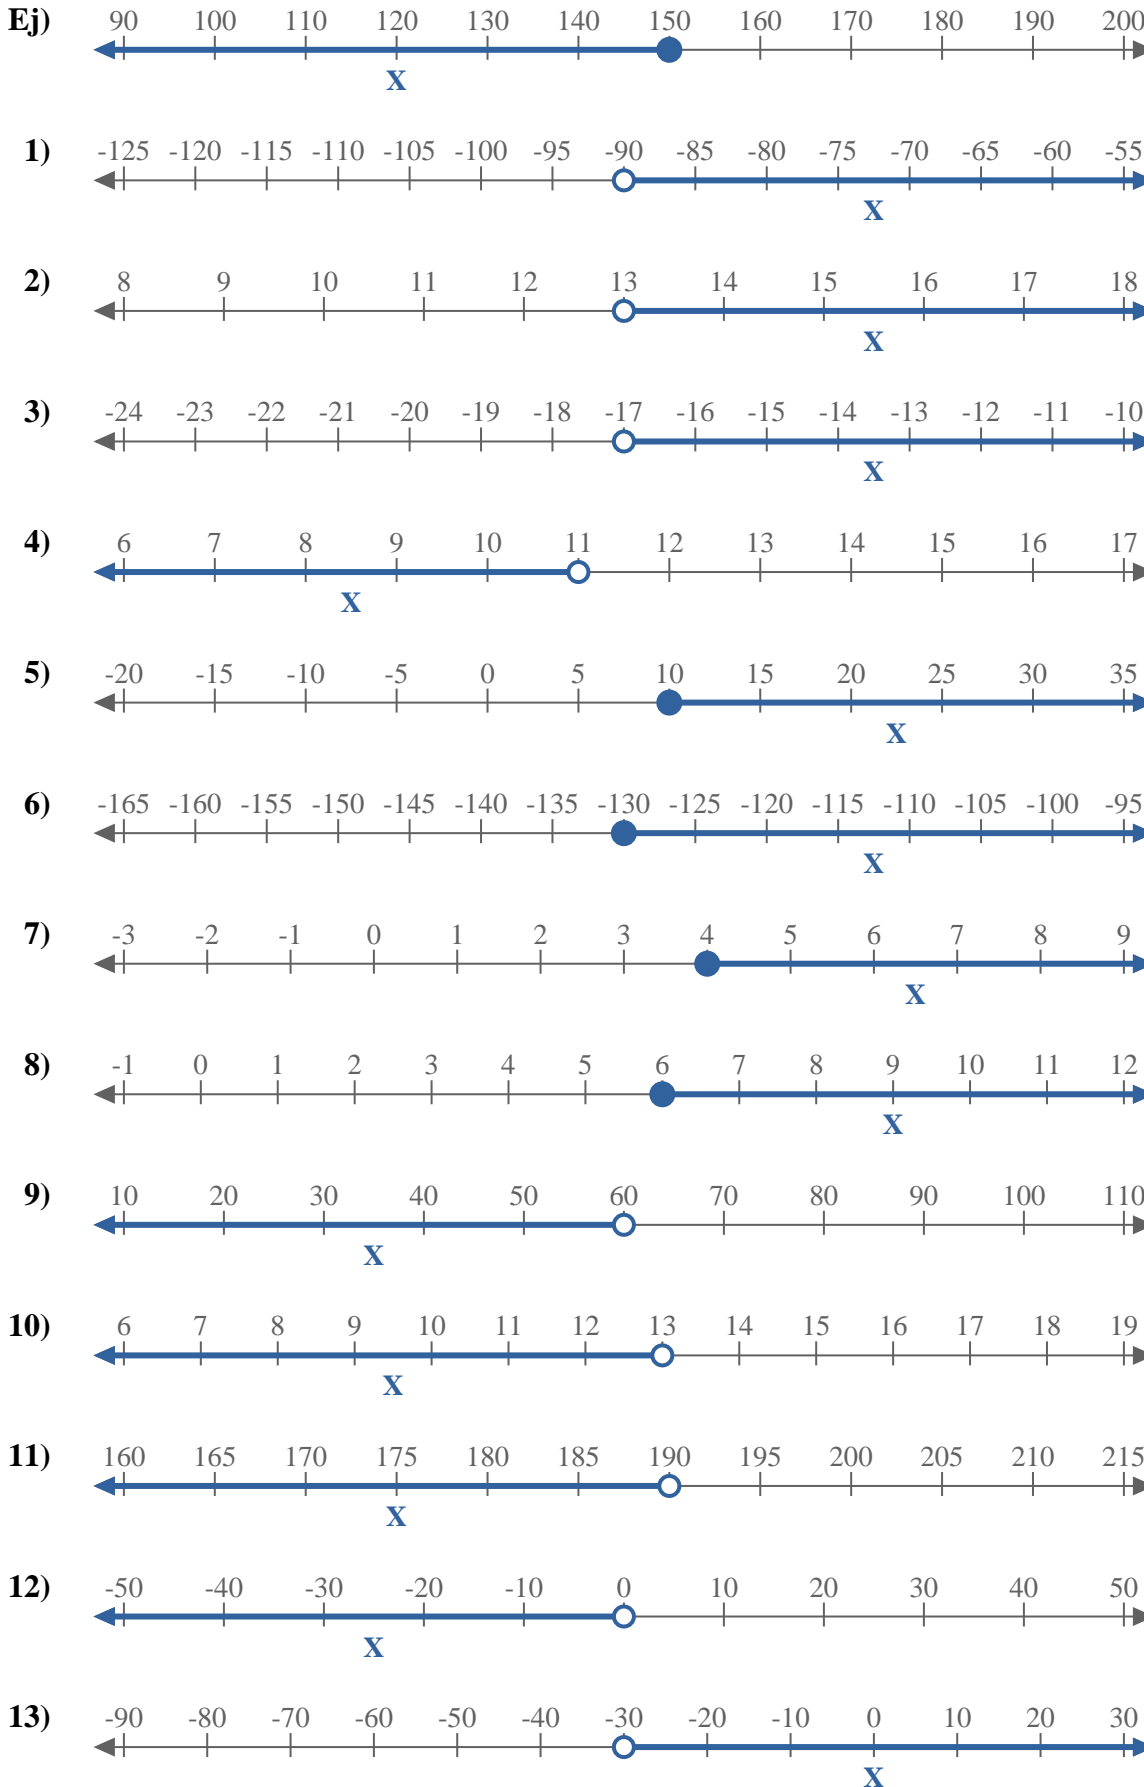 Ej) 90 100 110 120 130 140 150 160 170 180 190 200
X
1) -125 -120 -115 -110 -105 -100 -95 -90 -85 -80 -75 -70 -65 -60 -55
X
2) 8 9 10 11 12 13 14 15 16 17 18
X
3) -24 -23 -22 -21 -20 -19 -18 -17 -16 -15 -14 -13 -12 -11 -10
X
4) 6 7 8 9 10 11 12 13 14 15 16 17
X
5) -20 -15 -10 -5 0 5 10 15 20 25 30 35
X
6) -165 -160 -155 -150 -145 -140 -135 -130 -125 -120 -115 -110 -105 -100 -95
X
7) -3 -2 -1 0 1 2 3 4 5 6 7 8 9
X
8) -1 0 1 2 3 4 5 6 7 8 9 10 11 12
X
9) 10 20 30 40 50 60 70 80 90 100 110
X
10) 6 7 8 9 10 11 12 13 14 15 16 17 18 19
X
11) 160 165 170 175 180 185 190 195 200 205 210 215
X
12) -50 -40 -30 -20 -10 0 10 20 30 40 50
X
13) -90 -80 -70 -60 -50 -40 -30 -20 -10 0 10 20 30
X